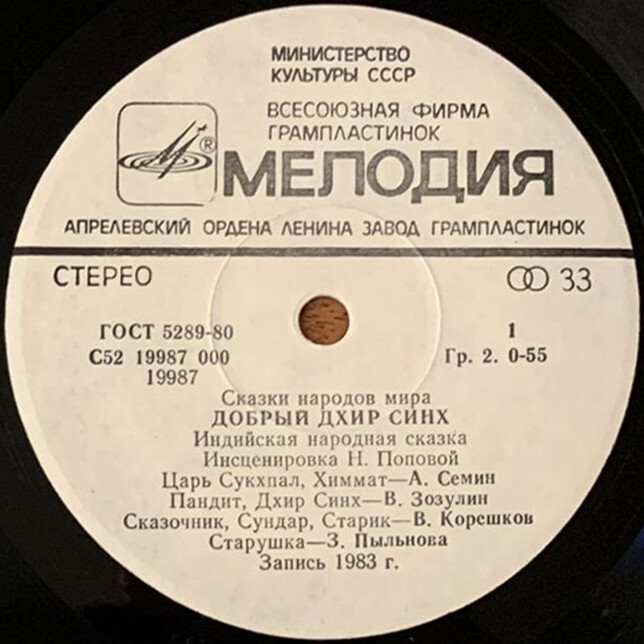 МИНИСТЕРСТВО
КУЛЬТУРЫ СССР
ВСЕСОЮЗНАЯ ФИРМА
ГРАМПЛАСТИНОК
®
МЕЛОДИЯ
АПРЕЛЕВСКИЙ ОРДЕНА ЛЕНИНА ЗАВОД ГРАМПЛАСТИНОК
СТЕРЕО 33
ГОСТ 5289-80 1
С52 19987 000 Гр. 2. 0-55
19987
Сказки народов мира
ДОБРЫЙ ДХИР СИНХ
Индийская народная сказка
Инсценировка Н. Поповой
Царь Сукхпал, Химмат—А. Семин
Пандит, Дхир Синх—В. Зозулин
Сказочник, Сундар, Старик—В. Корешков
Старушка—З. Пыльнова
Запись 1983 г.